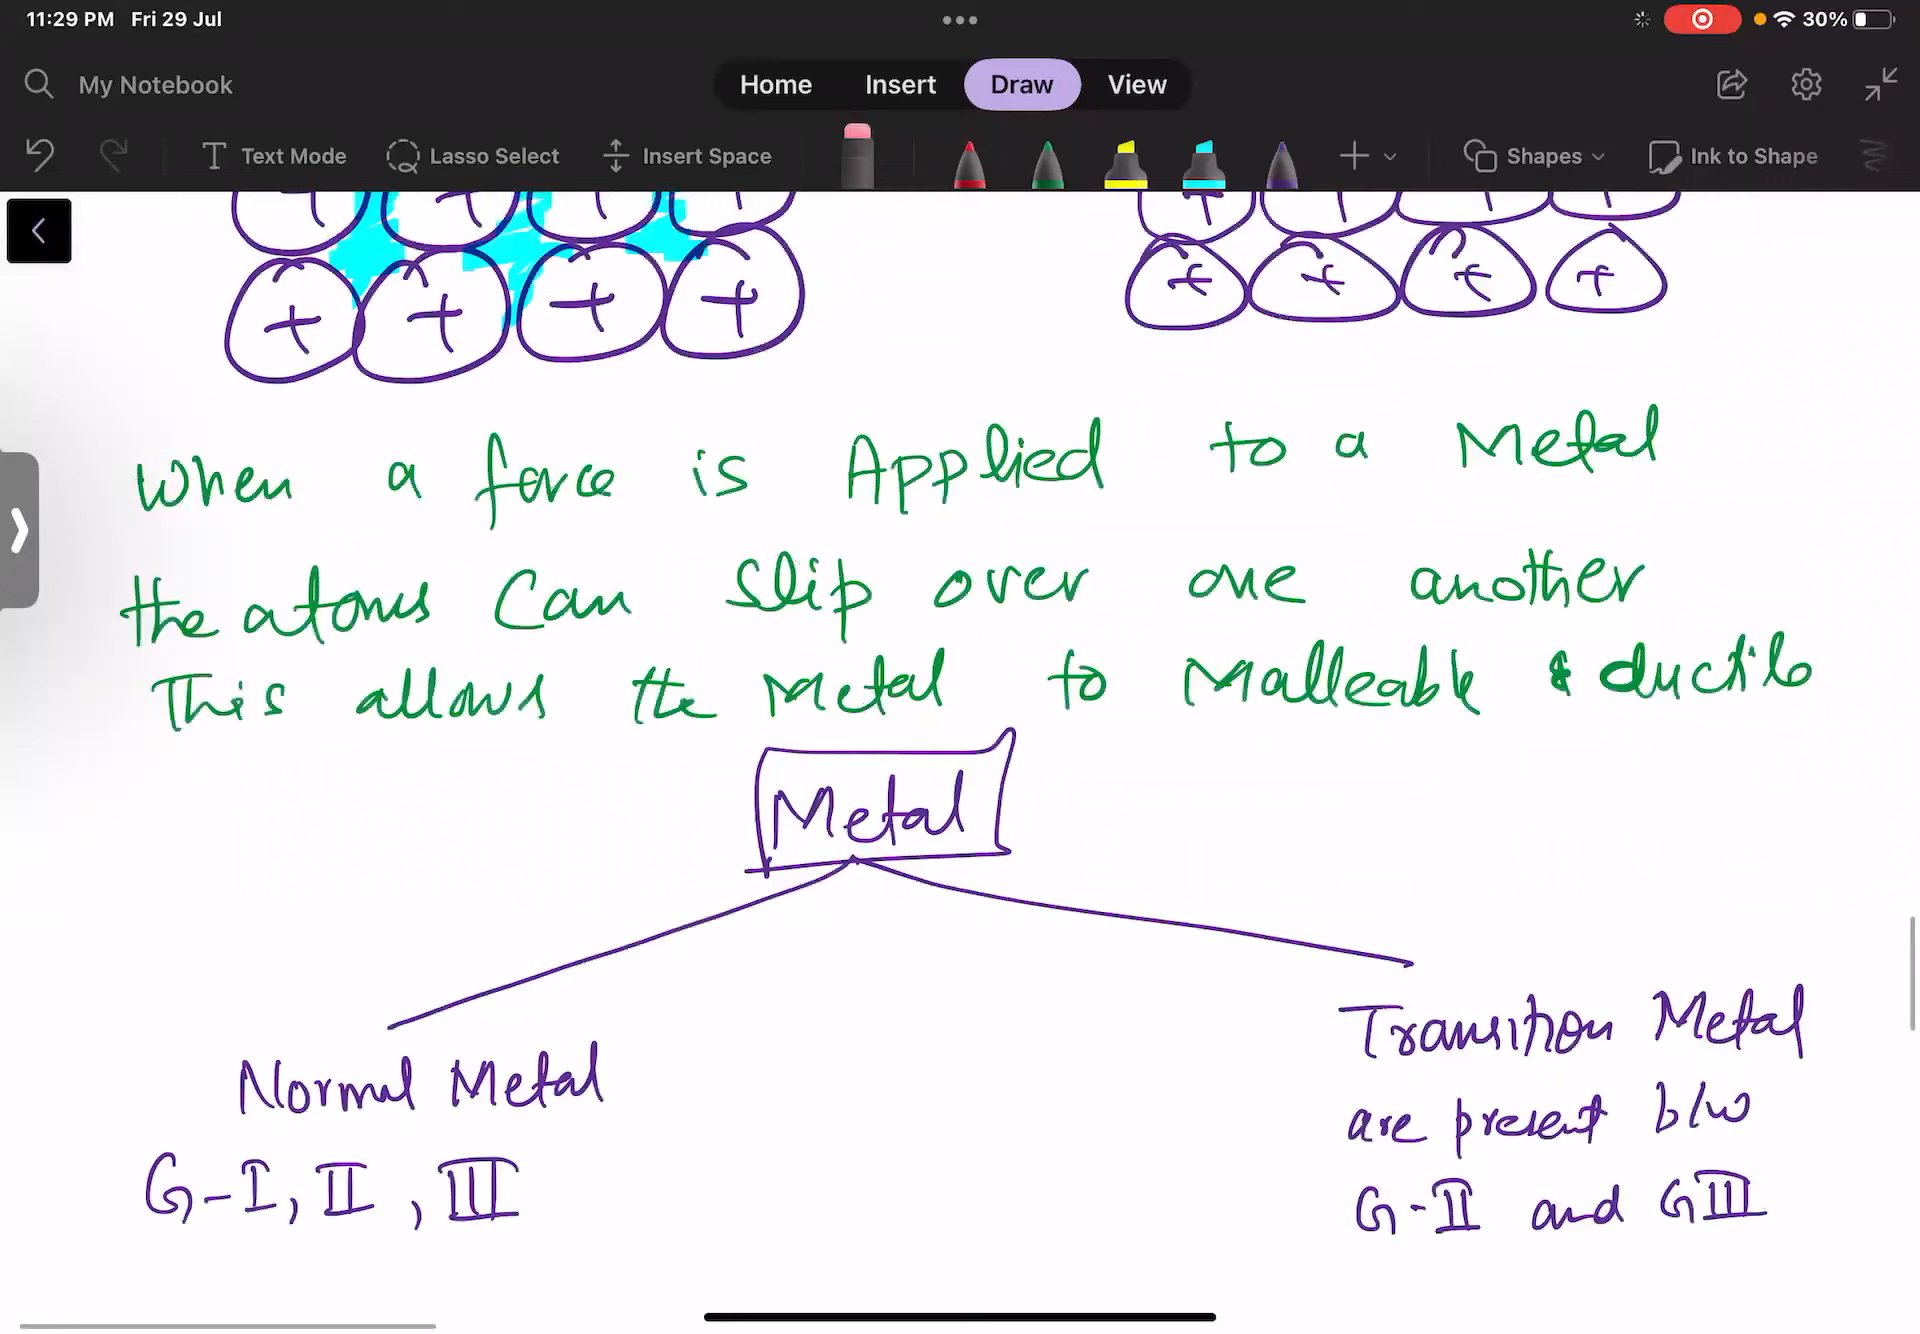 11:29 PM Fri 29 Jul
30%
My Notebook
Home Insert Draw View
Text Mode Lasso Select Insert Space Shapes Ink to Shape
+ + + +
+ + + +
+ + + +
+ + + +
When a force is Applied to a Metal
the atoms Can slip over one another
This allows the Metal to Malleable & ductile
Metal
Normal Metal
G-I, II, III
Transition Metal
are present b/w
G-II and GIII